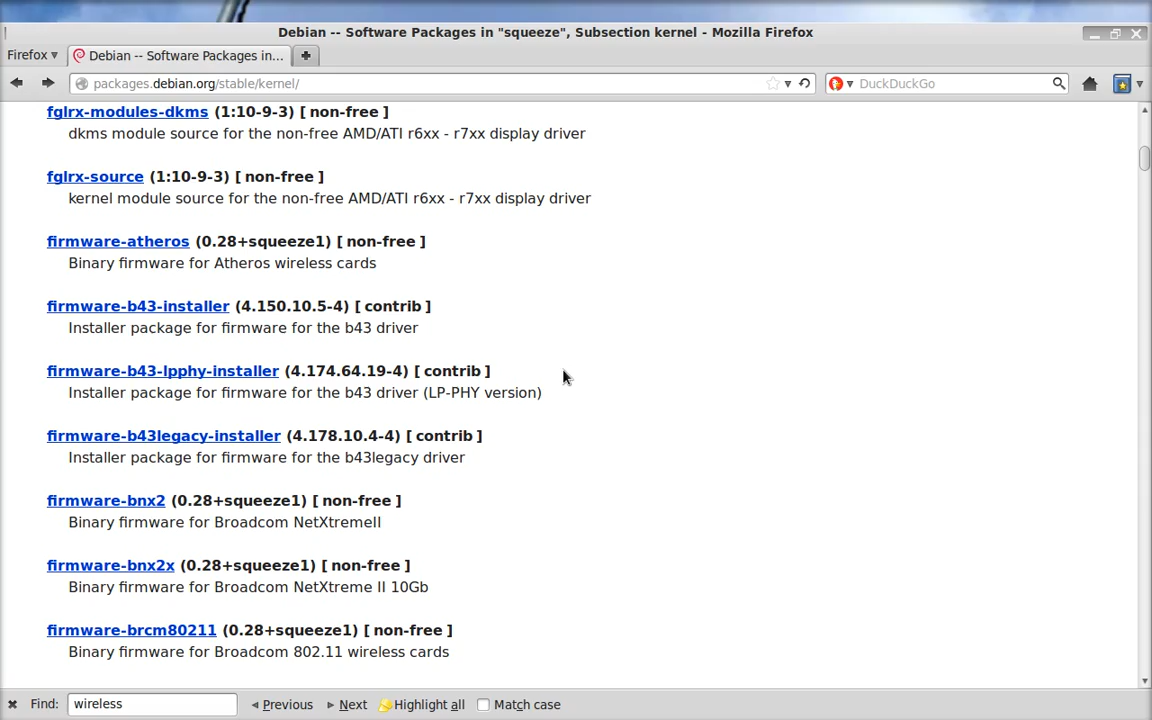 Debian -- Software Packages in "squeeze", Subsection kernel - Mozilla Firefox
Firefox
Debian -- Software Packages in...
packages.debian.org/stable/kernel/
DuckDuckGo
fglrx-modules-dkms (1:10-9-3) [ non-free ]
dkms module source for the non-free AMD/ATI r6xx - r7xx display driver
fglrx-source (1:10-9-3) [ non-free ]
kernel module source for the non-free AMD/ATI r6xx - r7xx display driver
firmware-atheros (0.28+squeeze1) [ non-free ]
Binary firmware for Atheros wireless cards
firmware-b43-installer (4.150.10.5-4) [ contrib ]
Installer package for firmware for the b43 driver
firmware-b43-lpphy-installer (4.174.64.19-4) [ contrib ]
Installer package for firmware for the b43 driver (LP-PHY version)
firmware-b43legacy-installer (4.178.10.4-4) [ contrib ]
Installer package for firmware for the b43legacy driver
firmware-bnx2 (0.28+squeeze1) [ non-free ]
Binary firmware for Broadcom NetXtremeII
firmware-bnx2x (0.28+squeeze1) [ non-free ]
Binary firmware for Broadcom NetXtreme II 10Gb
firmware-brcm80211 (0.28+squeeze1) [ non-free ]
Binary firmware for Broadcom 802.11 wireless cards
Find: wireless Previous Next Highlight all Match case